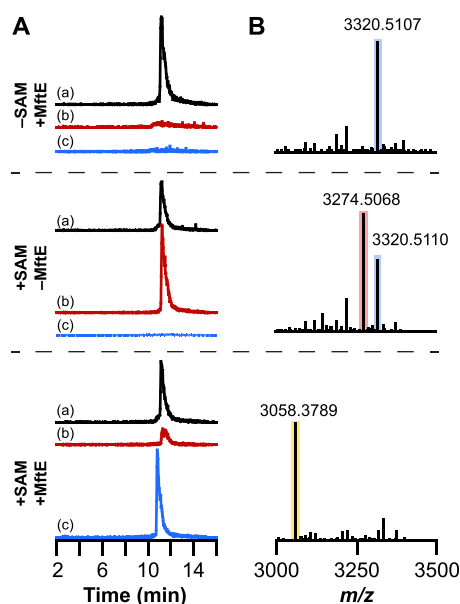 A
B
–SAM
+MftE
(a)
(b)
(c)
3320.5107
+SAM
–MftE
(a)
(b)
(c)
3274.5068
3320.5110
+SAM
+MftE
(a)
(b)
(c)
3058.3789
2 6 10 14
Time (min)
3000 3250 3500
m/z